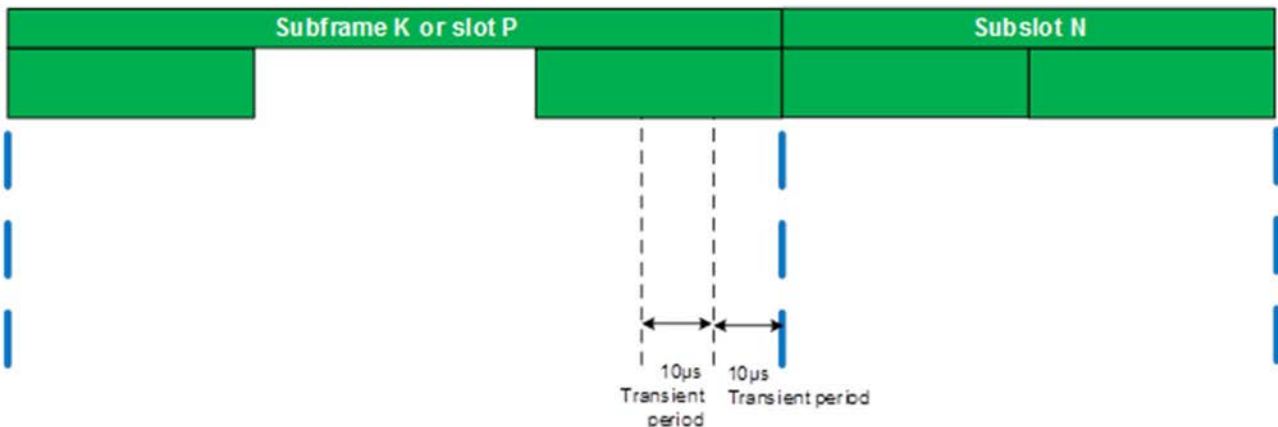 Subframe K or slot P
Subslot N
10µs
Transient
period
10µs
Transient period